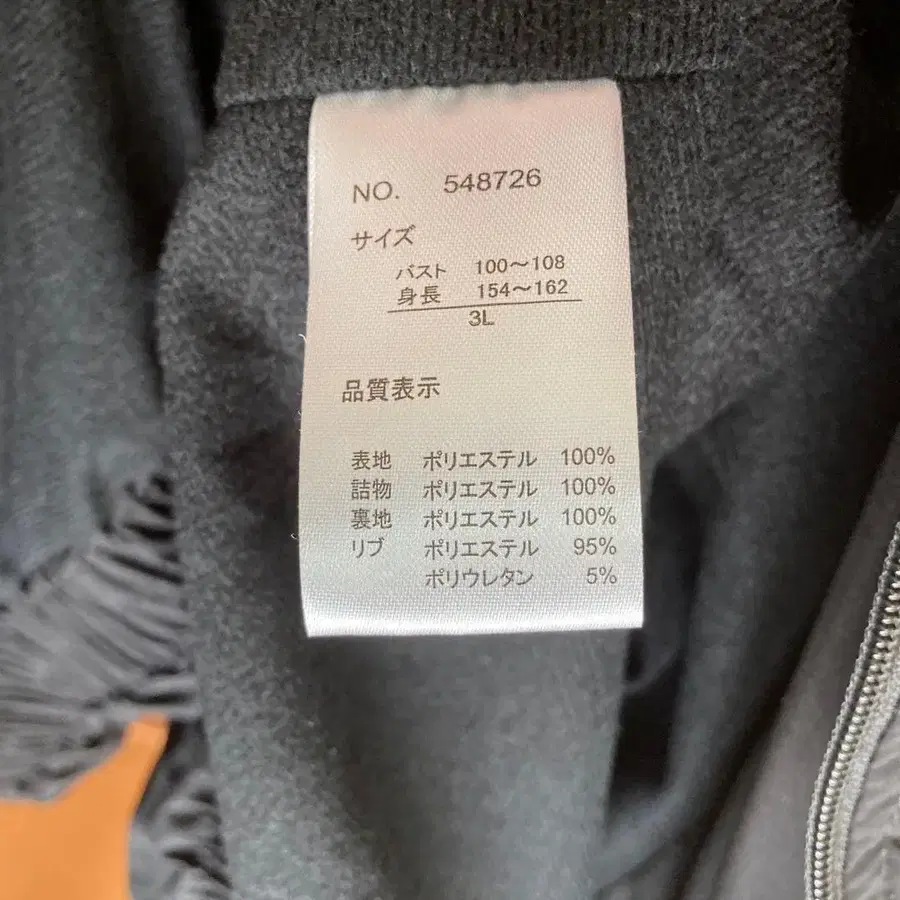 NO. 548726
サイズ
バスト 100～108
身長 154～162
3L
品質表示
表地 ポリエステル 100%
詰物 ポリエステル 100%
裏地 ポリエステル 100%
リブ ポリエステル 95%
ポリウレタン 5%